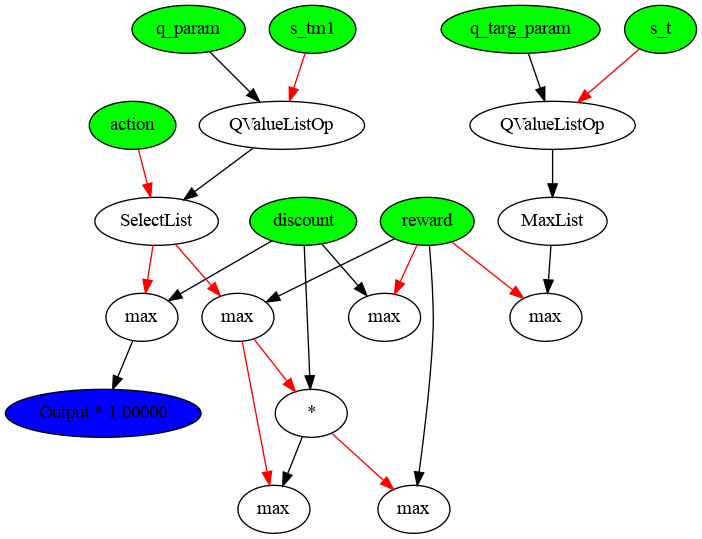 q_param
s_tm1
q_targ_param
s_t
action
QValueListOp
QValueListOp
SelectList
discount
reward
MaxList
max
max
max
max
Output * 1.00000
*
max
max